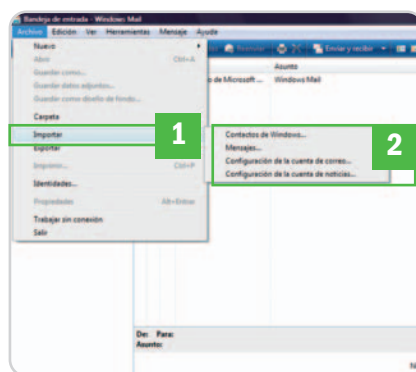 Bandeja de entrada - Windows Mail
Archivo Edición Ver Herramientas Mensaje Ayuda
Nuevo
Abrir Ctrl+A
Guardar como...
Guardar datos adjuntos...
Guardar como diseño de fondo...
Carpeta
Importar
Exportar
Imprimir... Ctrl+P
Identidades...
Propiedades Alt+Entrar
Trabajar sin conexión
Salir
1
Contactos de Windows...
Mensajes...
Configuración de la cuenta de correo...
Configuración de la cuenta de noticias...
2
Enviar y recibir
Asunto
o de Microsoft ... Windows Mail
De: Para:
Asunto: